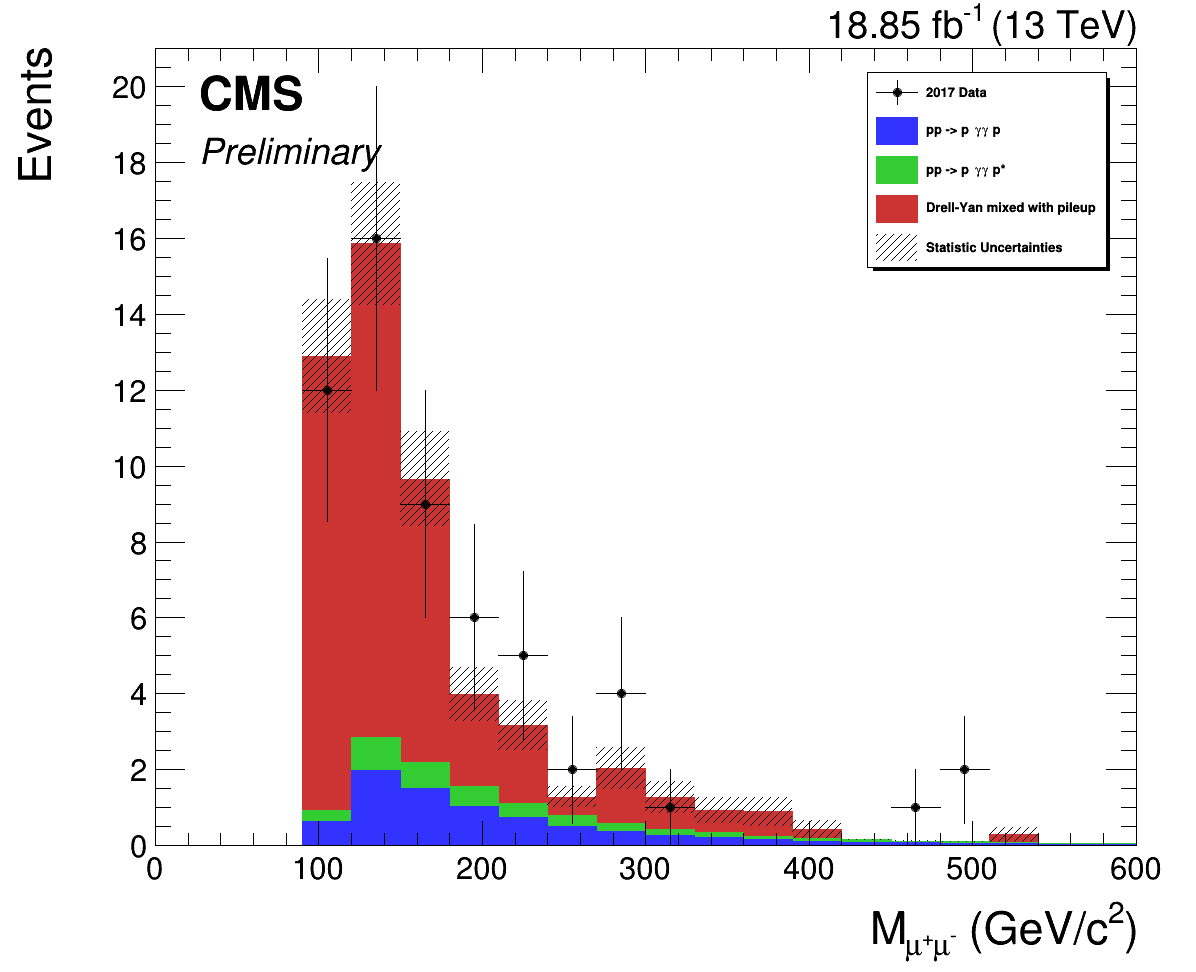 18.85 fb⁻¹ (13 TeV)
Events
CMS
Preliminary
2017 Data
pp -> p γγ p
pp -> p γγ p*
Drell-Yan mixed with pileup
Statistic Uncertainties
20
18
16
14
12
10
8
6
4
2
0
0 100 200 300 400 500 600
M_μ⁺μ⁻ (GeV/c²)